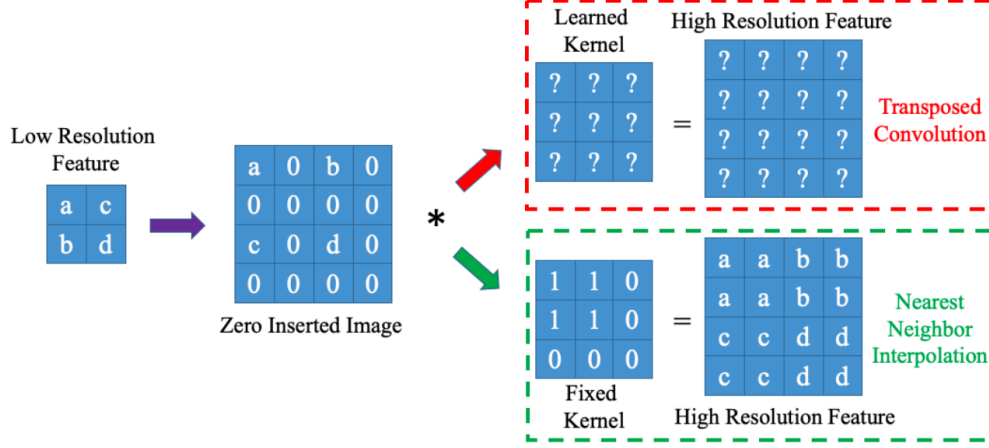 Low Resolution
Feature
a c
b d
a 0 b 0
0 0 0 0
c 0 d 0
0 0 0 0
Zero Inserted Image
*
Learned
Kernel
? ? ?
? ? ?
? ? ?
=
High Resolution Feature
? ? ? ?
? ? ? ?
? ? ? ?
? ? ? ?
Transposed
Convolution
1 1 0
1 1 0
0 0 0
Fixed
Kernel
=
a a b b
a a b b
c c d d
c c d d
High Resolution Feature
Nearest
Neighbor
Interpolation